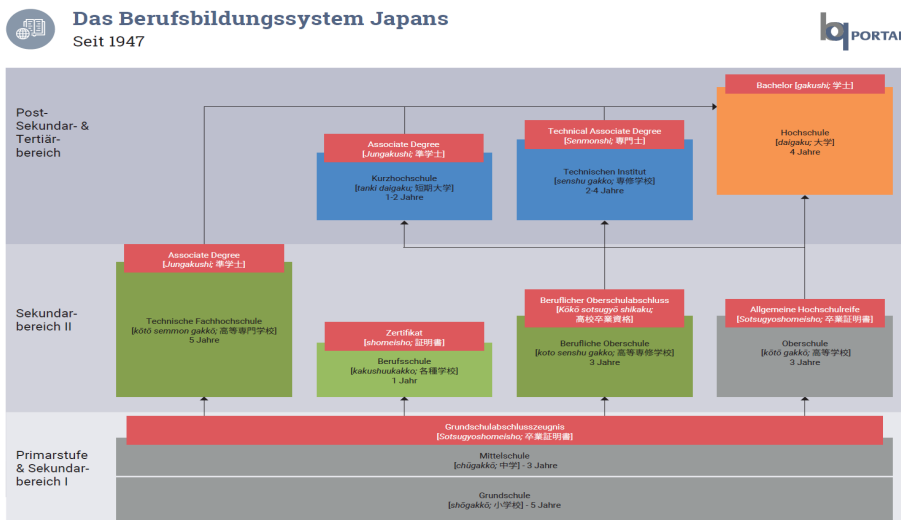 Das Berufsbildungssystem Japans
Seit 1947
bq PORTAL
Post-
Sekundar- &
Tertiär-
bereich
Bachelor [gakushi; 学士]
Hochschule
[daigaku; 大学]
4 Jahre
Associate Degree
[Jungakushi; 準学士]
Kurzhochschule
[tanki daigaku; 短期大学]
1-2 Jahre
Technical Associate Degree
[Senmonshi; 専門士]
Technischen Institut
[senshu gakko; 専修学校]
2-4 Jahre
Sekundar-
bereich II
Associate Degree
[Jungakushi; 準学士]
Technische Fachhochschule
[kōtō semmon gakkō; 高等専門学校]
5 Jahre
Zertifikat
[shomeisho; 証明書]
Berufsschule
[kakushuukakko; 各種学校]
1 Jahr
Beruflicher Oberschulabschluss
[Kōkō sotsugyō shikaku;
高校卒業資格]
Berufliche Oberschule
[koto senshu gakko; 高等専修学校]
3 Jahre
Allgemeine Hochschulreife
[Sotsugyoshomeisho; 卒業証明書]
Oberschule
[kōtō gakkō; 高等学校]
3 Jahre
Primarstufe
& Sekundar-
bereich I
Grundschulabschlusszeugnis
[Sotsugyoshomeisho; 卒業証明書]
Mittelschule
[chūgakkō; 中学] - 3 Jahre
Grundschule
[shōgakkō; 小学校] - 5 Jahre